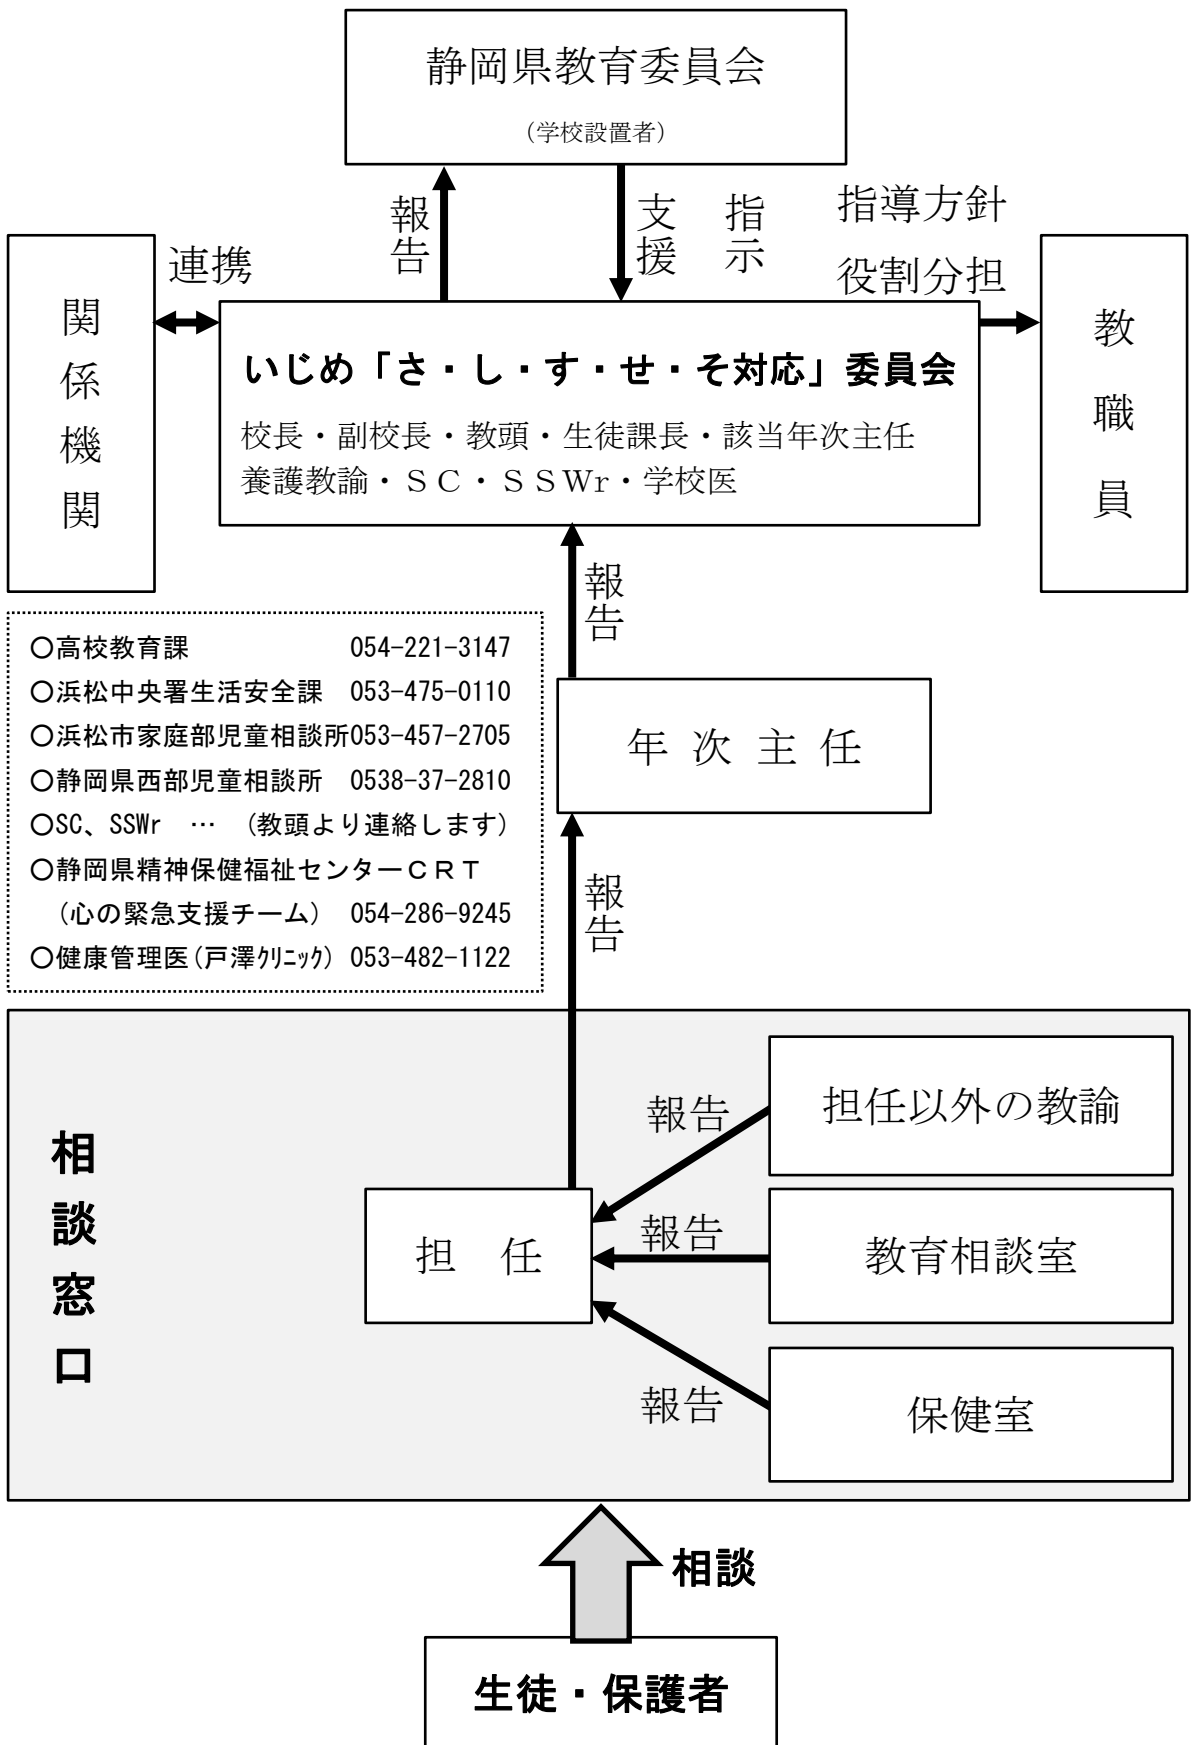 静岡県教育委員会
（学校設置者）
報告
支援
指示
指導方針
役割分担
連携
関係機関
教職員
いじめ「さ・し・す・せ・そ対応」委員会
校長・副校長・教頭・生徒課長・該当年次主任
養護教諭・ＳＣ・ＳＳＷr・学校医
報告
○高校教育課 054-221-3147
○浜松中央署生活安全課 053-475-0110
○浜松市家庭部児童相談所053-457-2705
○静岡県西部児童相談所 0538-37-2810
○SC、SSWr … （教頭より連絡します）
○静岡県精神保健福祉センターＣＲＴ
（心の緊急支援チーム） 054-286-9245
○健康管理医(戸澤ｸﾘﾆｯｸ) 053-482-1122
年次主任
報告
相談窓口
担任以外の教諭
報告
担　任
報告
教育相談室
報告
保健室
相談
生徒・保護者